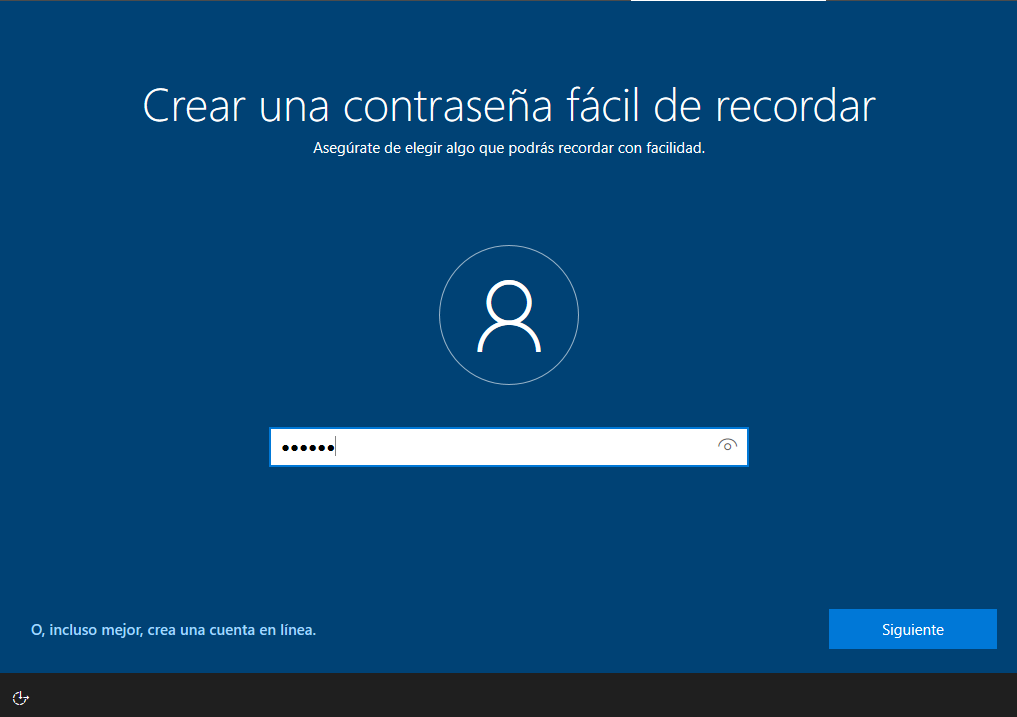 Crear una contraseña fácil de recordar
Asegúrate de elegir algo que podrás recordar con facilidad.
••••••
O, incluso mejor, crea una cuenta en línea.
Siguiente